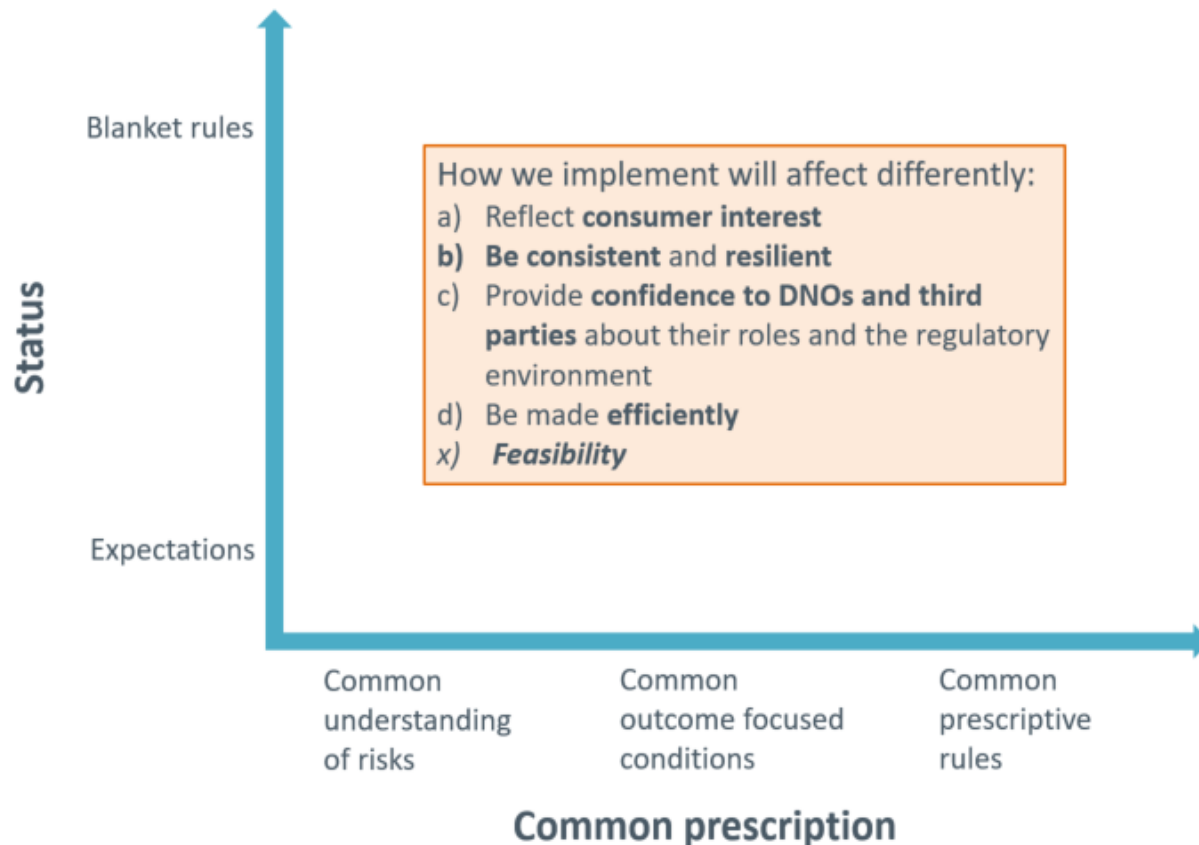 Blanket rules
How we implement will affect differently:
a) Reflect consumer interest
b) Be consistent and resilient
c) Provide confidence to DNOs and third
parties about their roles and the regulatory
environment
d) Be made efficiently
x) Feasibility
Status
Expectations
Common
understanding
of risks
Common
outcome focused
conditions
Common
prescriptive
rules
Common prescription